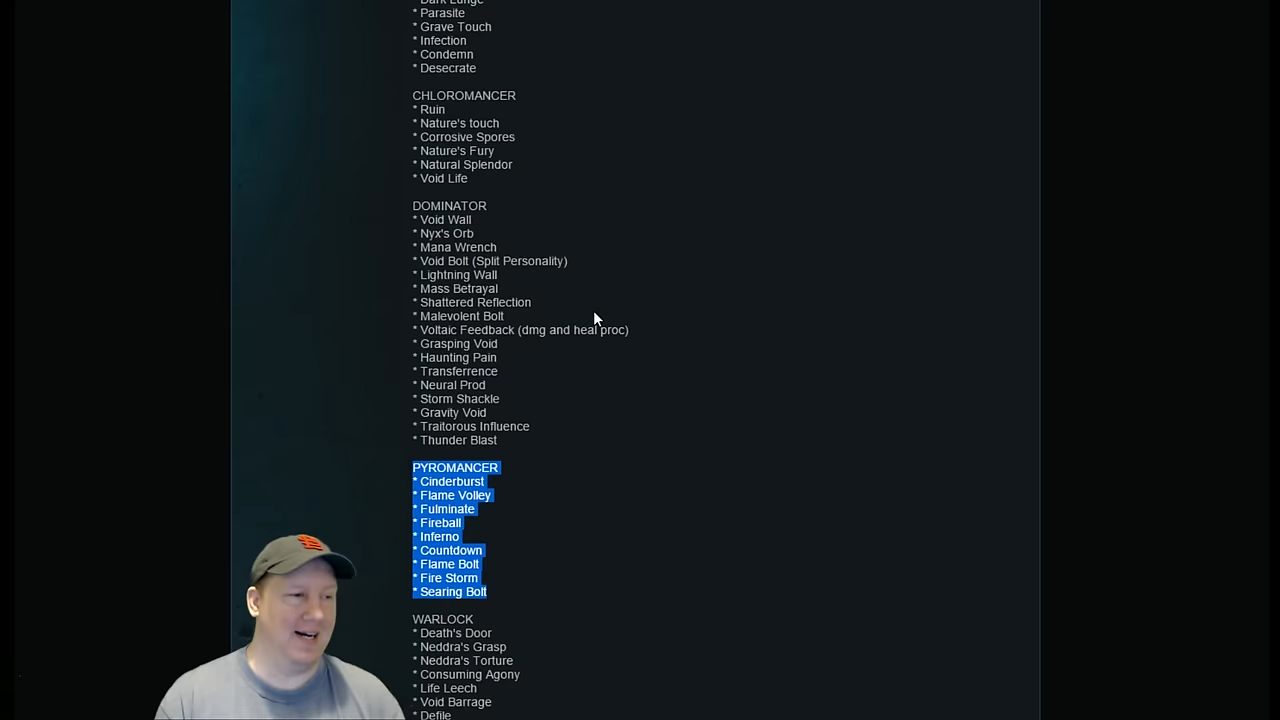 * Dark Lunge
* Parasite
* Grave Touch
* Infection
* Condemn
* Desecrate
CHLOROMANCER
* Ruin
* Nature's touch
* Corrosive Spores
* Nature's Fury
* Natural Splendor
* Void Life
DOMINATOR
* Void Wall
* Nyx's Orb
* Mana Wrench
* Void Bolt (Split Personality)
* Lightning Wall
* Mass Betrayal
* Shattered Reflection
* Malevolent Bolt
* Voltaic Feedback (dmg and heal proc)
* Grasping Void
* Haunting Pain
* Transferrence
* Neural Prod
* Storm Shackle
* Gravity Void
* Traitorous Influence
* Thunder Blast
PYROMANCER
* Cinderburst
* Flame Volley
* Fulminate
* Fireball
* Inferno
* Countdown
* Flame Bolt
* Fire Storm
* Searing Bolt
WARLOCK
* Death's Door
* Neddra's Grasp
* Neddra's Torture
* Consuming Agony
* Life Leech
* Void Barrage
* Defile